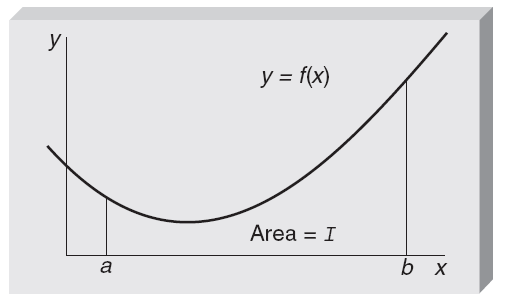 y
y = f(x)
Area = I
a
b x